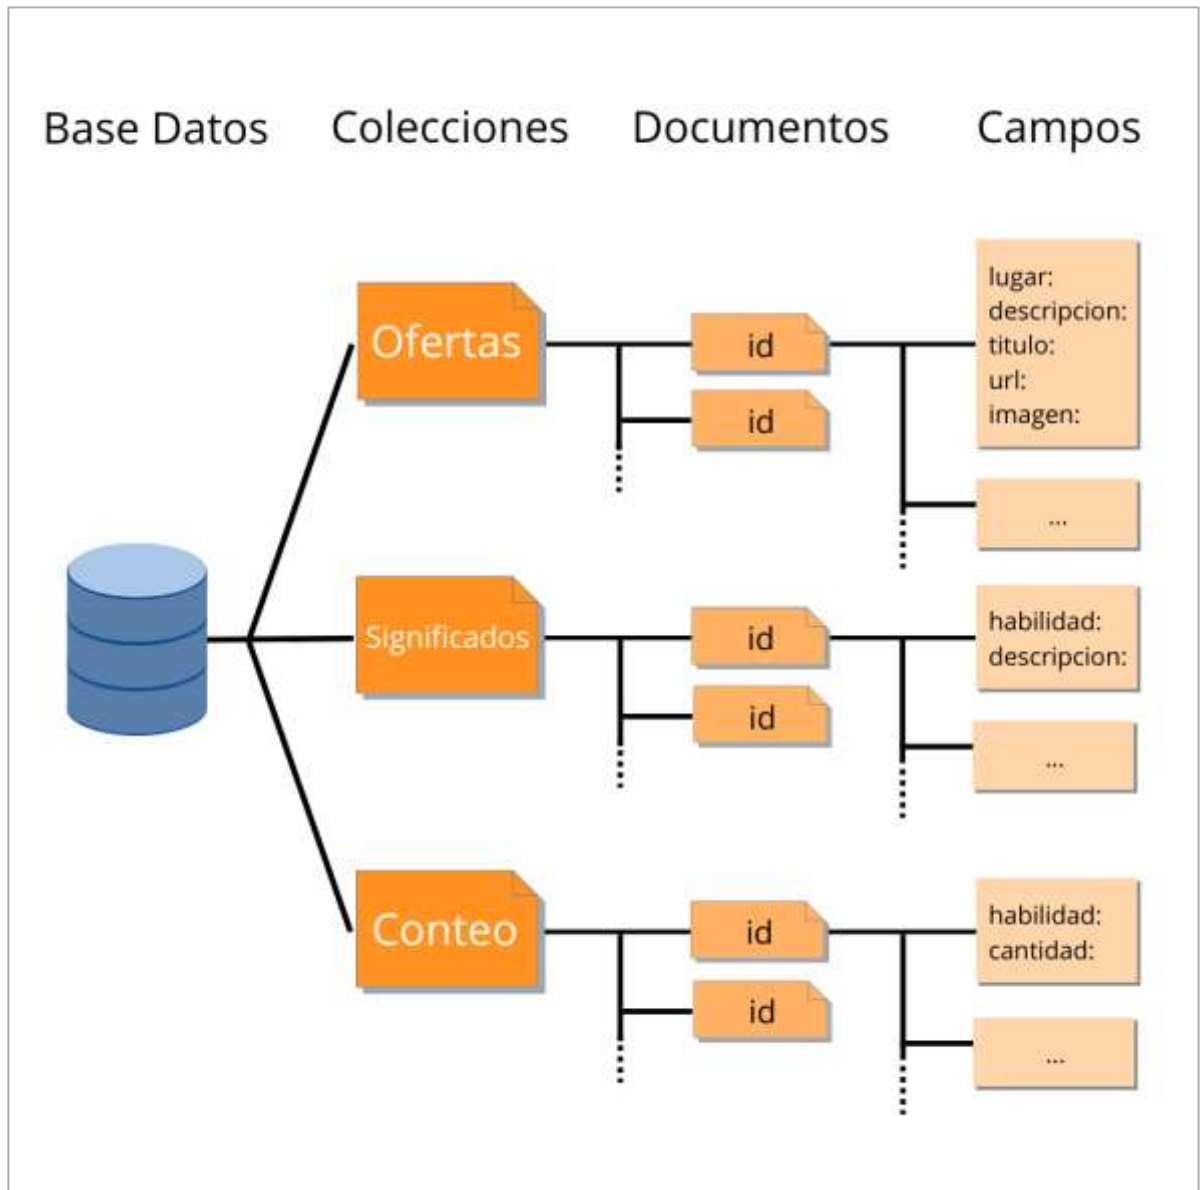 Base Datos
Colecciones
Documentos
Campos
Ofertas
id
id
lugar:
descripcion:
titulo:
url:
imagen:
...
Significados
id
id
habilidad:
descripcion:
...
Conteo
id
id
habilidad:
cantidad:
...